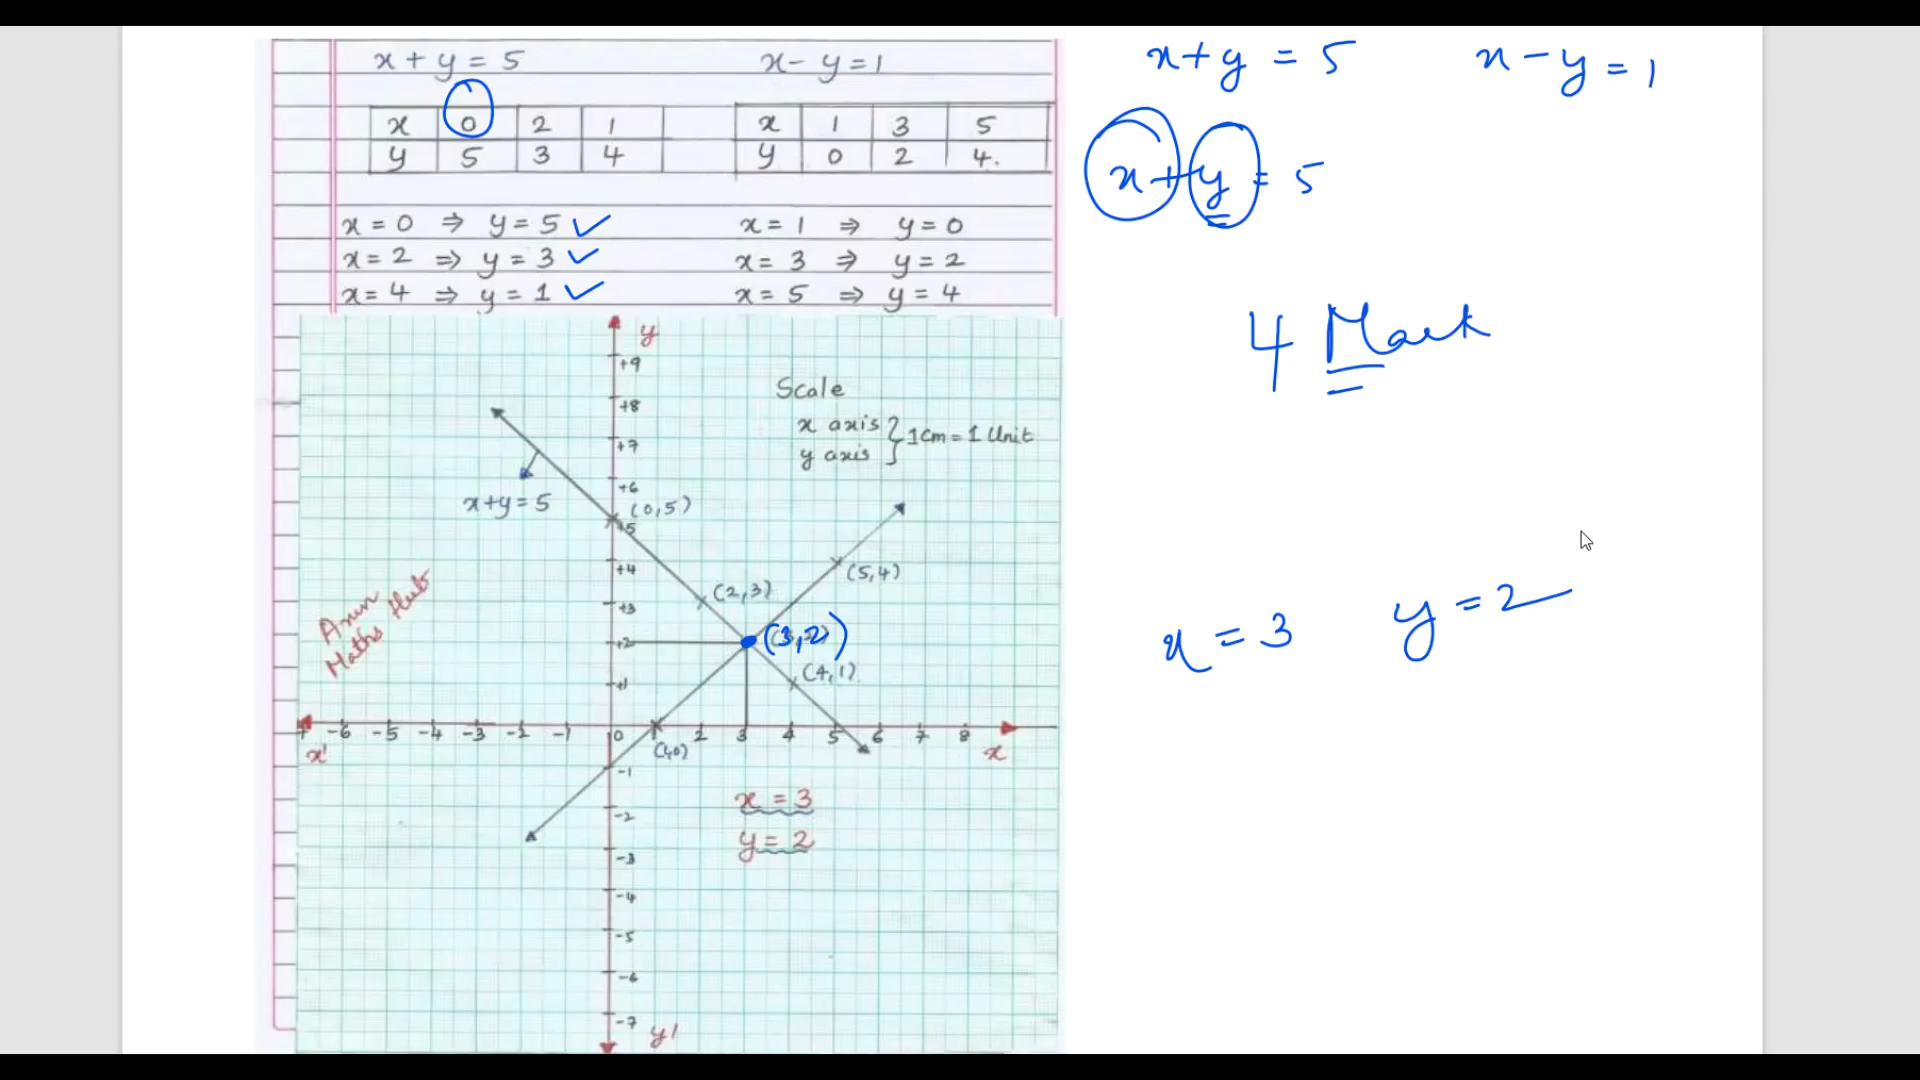 x + y = 5
x - y = 1
x 0 2 1
y 5 3 4
x 1 3 5
y 0 2 4.
x = 0 ⇒ y = 5 ✓
x = 2 ⇒ y = 3 ✓
x = 4 ⇒ y = 1 ✓
x = 1 ⇒ y = 0
x = 3 ⇒ y = 2
x = 5 ⇒ y = 4
y
+9
+8
+7
+6
+5
+4
+3
+2
+1
Scale
x axis } 1cm = 1 Unit
y axis
x+y = 5
(0,5)
(5,4)
(2,3)
(3,2)
(4,1)
(1,0)
Arun
Maths Hub
-7 -6 -5 -4 -3 -2 -1 0 2 3 4 5 6 7 8
x'
x
-1
-2
-3
-4
-5
-6
-7
y'
x = 3
y = 2
x+y = 5
x - y = 1
x+y = 5
4 Mark
x = 3
y = 2